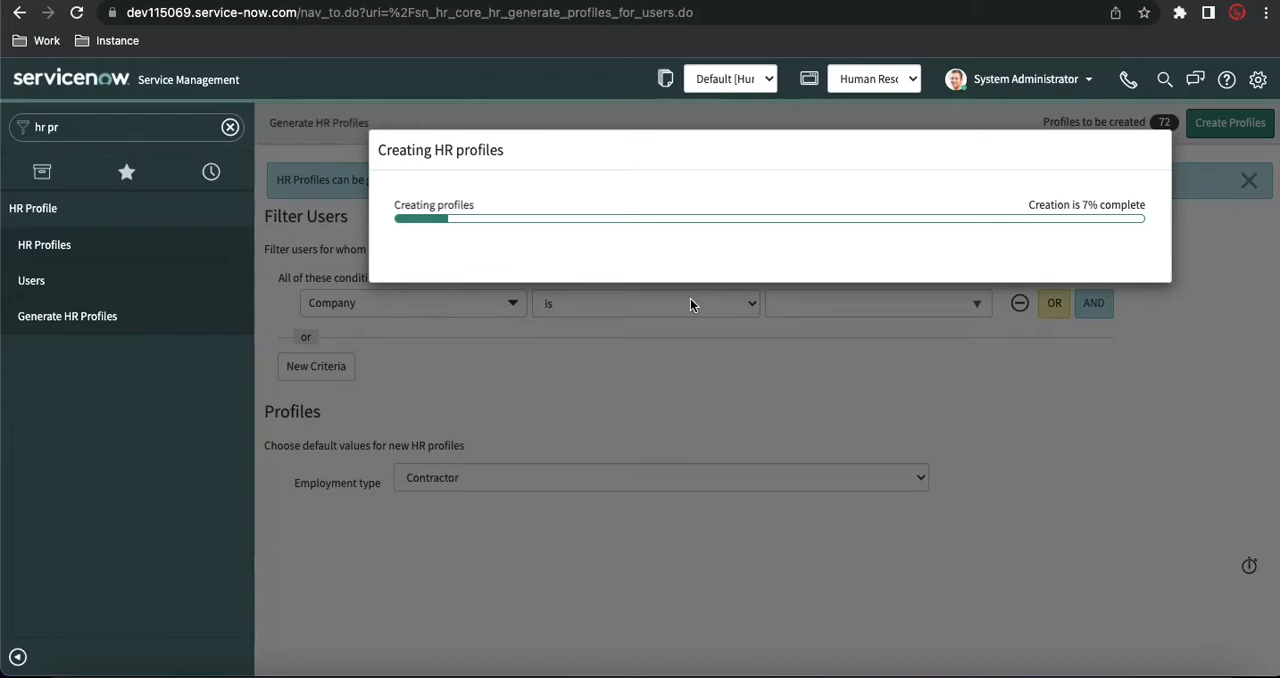 dev115069.service-now.com/nav_to.do?uri=%2Fsn_hr_core_hr_generate_profiles_for_users.do
Work Instance
servicenow Service Management
Default [Hur
Human Resc
System Administrator
hr pr
Generate HR Profiles
Profiles to be created 72 Create Profiles
Creating HR profiles
HR Profiles can be
Creating profiles Creation is 7% complete
HR Profile
HR Profiles
Users
Generate HR Profiles
Filter Users
Filter users for whom
All of these conditi
Company is OR AND
or
New Criteria
Profiles
Choose default values for new HR profiles
Employment type Contractor